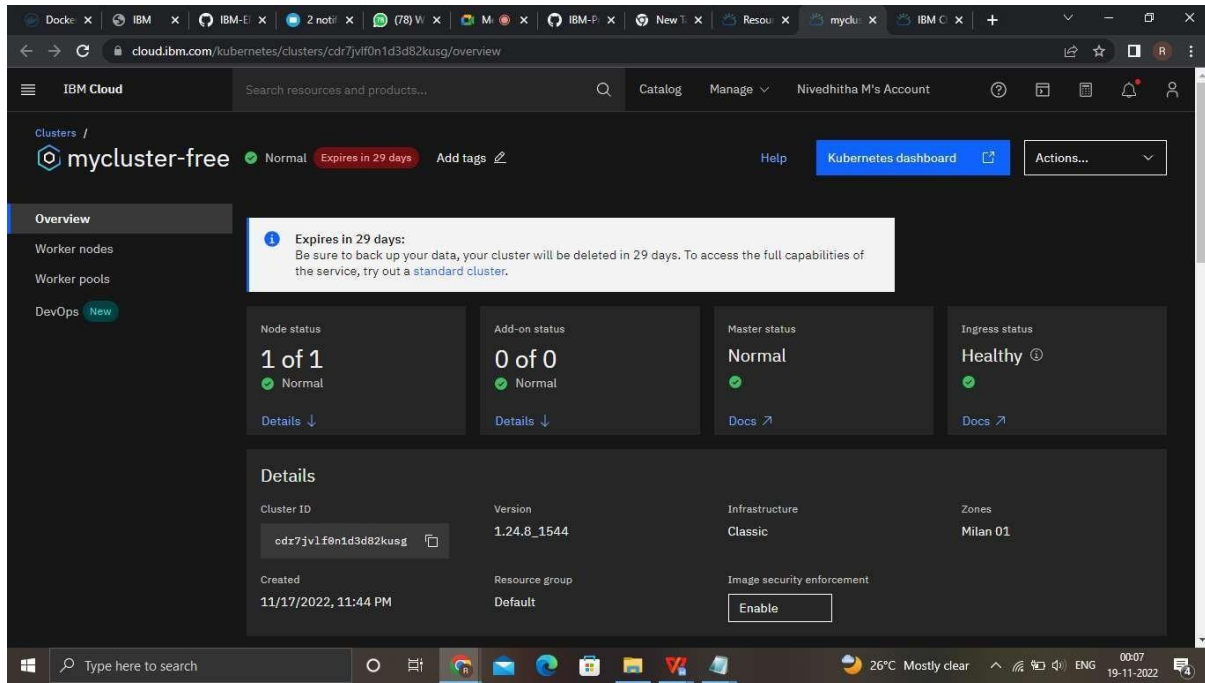 Docke
IBM
IBM-E
2 notif
(78) W
M
IBM-P
New T
Resou
myclus
IBM C
cloud.ibm.com/kubernetes/clusters/cdr7jvlf0n1d3d82kusg/overview
R
IBM Cloud
Search resources and products...
Catalog
Manage
Nivedhitha M's Account
Clusters /
mycluster-free
Normal
Expires in 29 days
Add tags
Help
Kubernetes dashboard
Actions...
Overview
Worker nodes
Worker pools
DevOps New
Expires in 29 days:
Be sure to back up your data, your cluster will be deleted in 29 days. To access the full capabilities of
the service, try out a standard cluster.
Node status
1 of 1
Normal
Details ↓
Add-on status
0 of 0
Normal
Details ↓
Master status
Normal
Docs ↗
Ingress status
Healthy
Docs ↗
Details
Cluster ID
cdr7jvlf0n1d3d82kusg
Version
1.24.8_1544
Infrastructure
Classic
Zones
Milan 01
Created
11/17/2022, 11:44 PM
Resource group
Default
Image security enforcement
Enable
Type here to search
26°C Mostly clear
ENG
00:07
19-11-2022
4